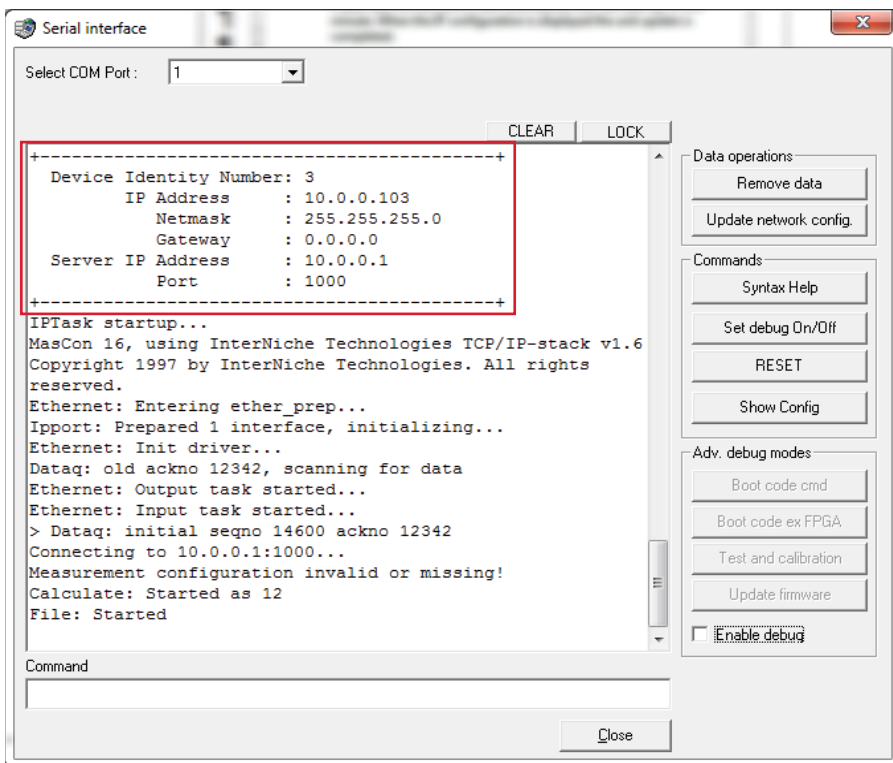 Serial interface
Select COM Port : 1
CLEAR LOCK
+-------------------------------------------+
Device Identity Number: 3
IP Address : 10.0.0.103
Netmask : 255.255.255.0
Gateway : 0.0.0.0
Server IP Address : 10.0.0.1
Port : 1000
+-------------------------------------------+
IPTask startup...
MasCon 16, using InterNiche Technologies TCP/IP-stack v1.6
Copyright 1997 by InterNiche Technologies. All rights
reserved.
Ethernet: Entering ether_prep...
Ipport: Prepared 1 interface, initializing...
Ethernet: Init driver...
Dataq: old ackno 12342, scanning for data
Ethernet: Output task started...
Ethernet: Input task started...
> Dataq: initial seqno 14600 ackno 12342
Connecting to 10.0.0.1:1000...
Measurement configuration invalid or missing!
Calculate: Started as 12
File: Started
Data operations
Remove data
Update network config.
Commands
Syntax Help
Set debug On/Off
RESET
Show Config
Adv. debug modes
Boot code cmd
Boot code ex FPGA
Test and calibration
Update firmware
Enable debug
Command
Close